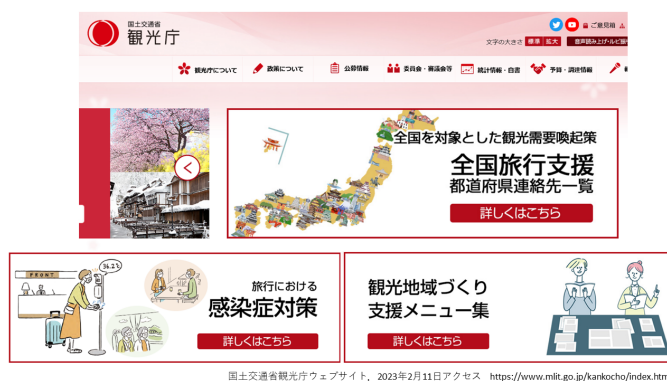 国土交通省
観光庁
ご意見箱
文字の大きさ 標準 拡大 音声読み上げ・ルビ振り
観光庁について 政策について 公募情報 委員会・審議会等 統計情報・白書 予算・調達情報
全国を対象とした観光需要喚起策
全国旅行支援
都道府県連絡先一覧
詳しくはこちら
FRONT
36.2℃
旅行における
感染症対策
詳しくはこちら
観光地域づくり
支援メニュー集
詳しくはこちら
国土交通省観光庁ウェブサイト，2023年2月11日アクセス https://www.mlit.go.jp/kankocho/index.htm